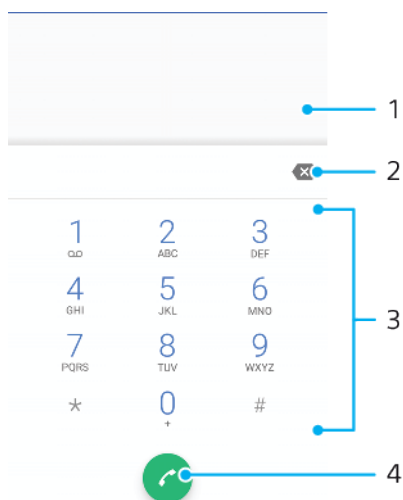 1
2
1 2 3
ABC DEF
4 5 6
GHI JKL MNO
3
7 8 9
PQRS TUV WXYZ
* 0 #
+
4